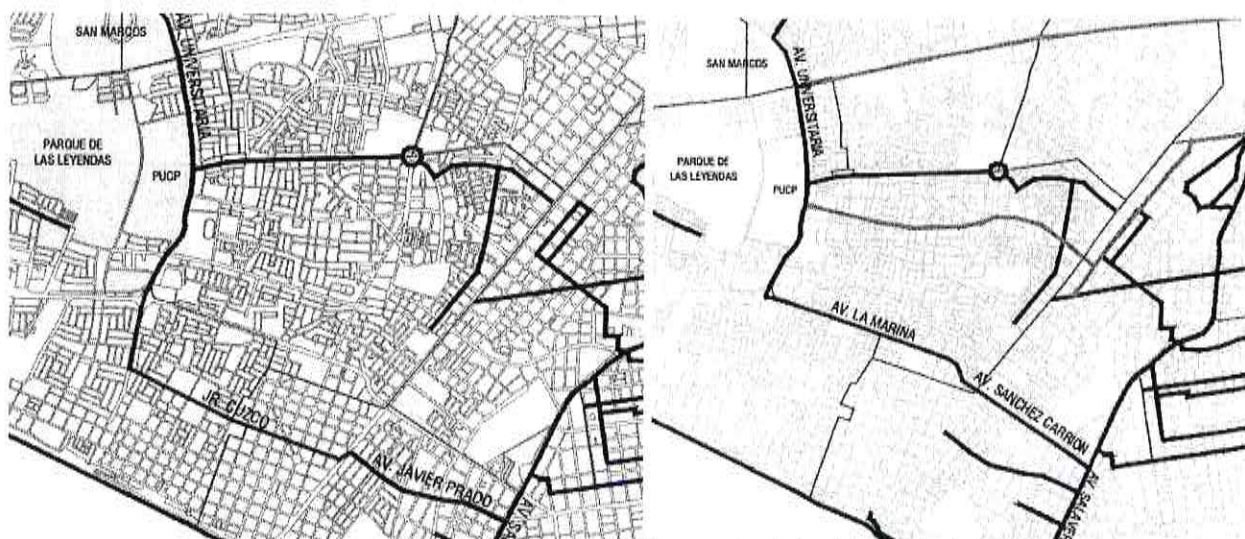 SAN MARCOS
AV. UNIVERSITARIA
PARQUE DE
LAS LEYENDAS
PUCP
JR. CUZCO
AV. JAVIER PRADO
SAN MARCOS
AV. UNIVERSITARIA
PARQUE DE
LAS LEYENDAS
PUCP
AV. LA MARINA
AV. SANCHEZ CARRION